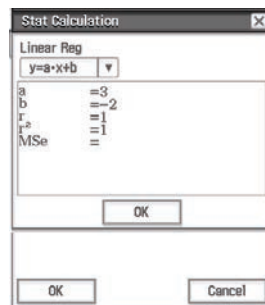 Stat Calculation
Linear Reg
y=a•x+b
a =3
b =-2
r =1
r² =1
MSe =
OK
OK Cancel